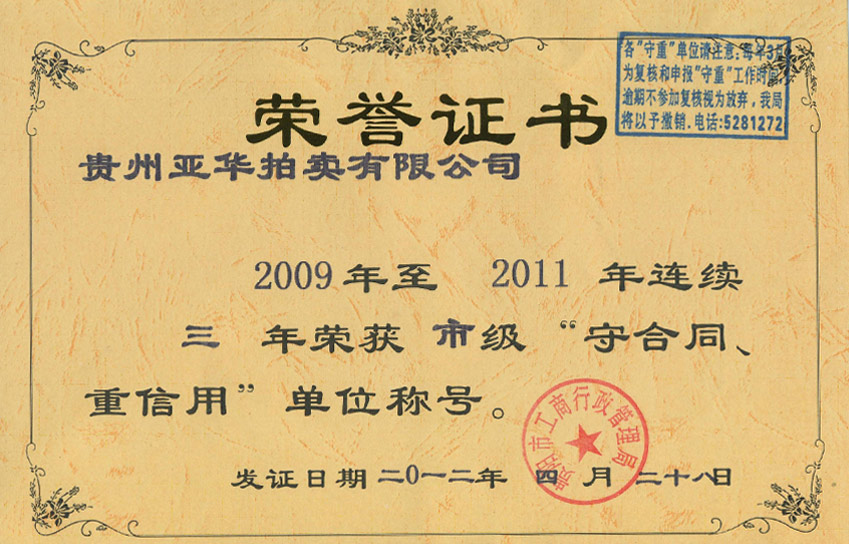 各“守重”单位请注意：每年3月
为复核和申报“守重”工作时间，
逾期不参加复核视为放弃，我局
将以予撤销.电话:5281272
荣誉证书
贵州亚华拍卖有限公司
2009 年至 2011 年连续
三 年荣获 市级 “守合同、
重信用” 单位称号。
贵阳市工商行政管理局
发证日期 二0一二年 四 月 二十八日